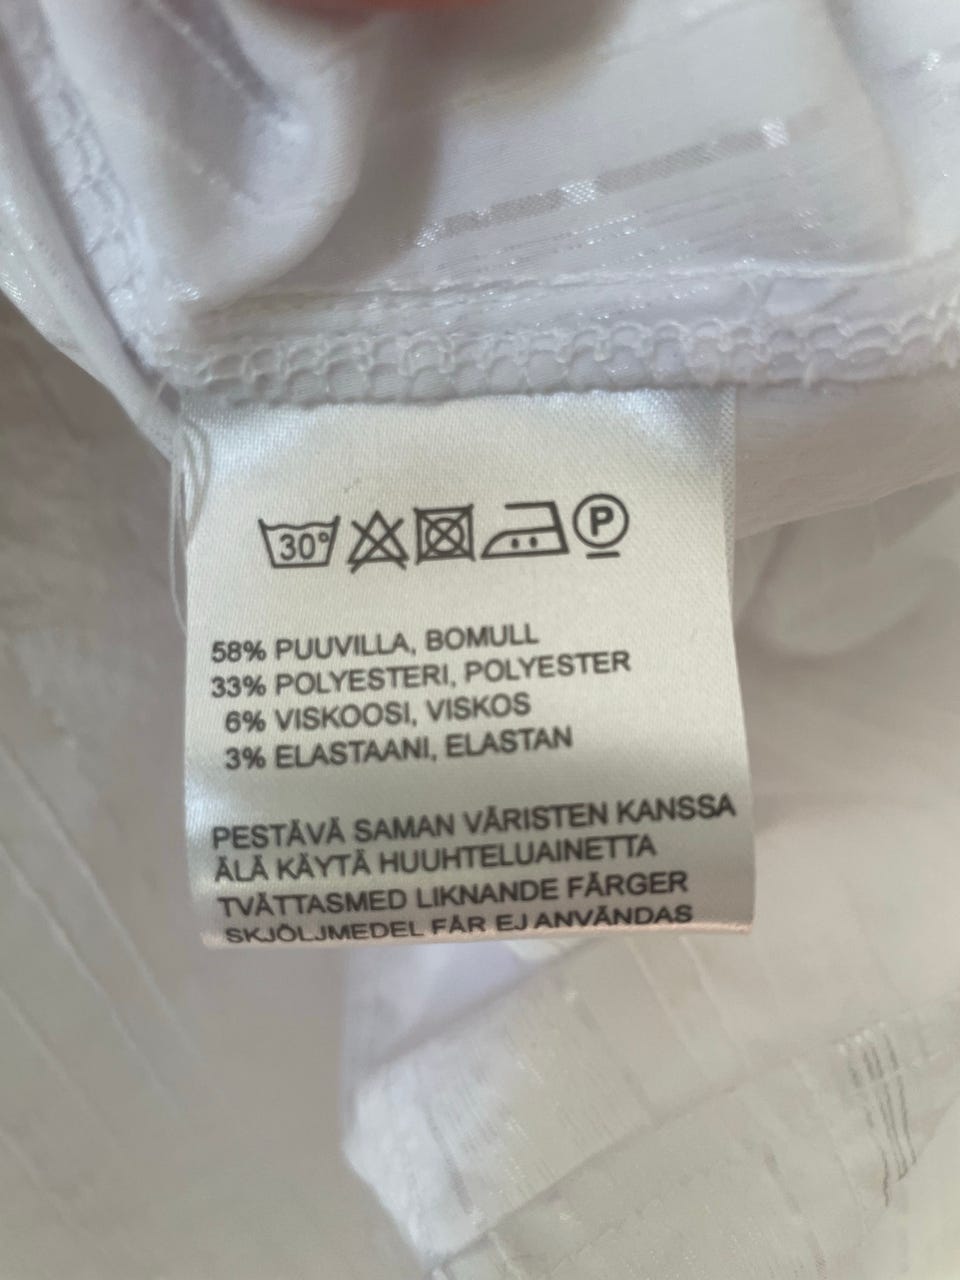 30°
P
58% PUUVILLA, BOMULL
33% POLYESTERI, POLYESTER
6% VISKOOSI, VISKOS
3% ELASTAANI, ELASTAN
PESTÄVÄ SAMAN VÄRISTEN KANSSA
ÄLÄ KÄYTÄ HUUHTELUAINETTA
TVÄTTASMED LIKNANDE FÄRGER
SKJÖLJMEDEL FÅR EJ ANVÄNDAS